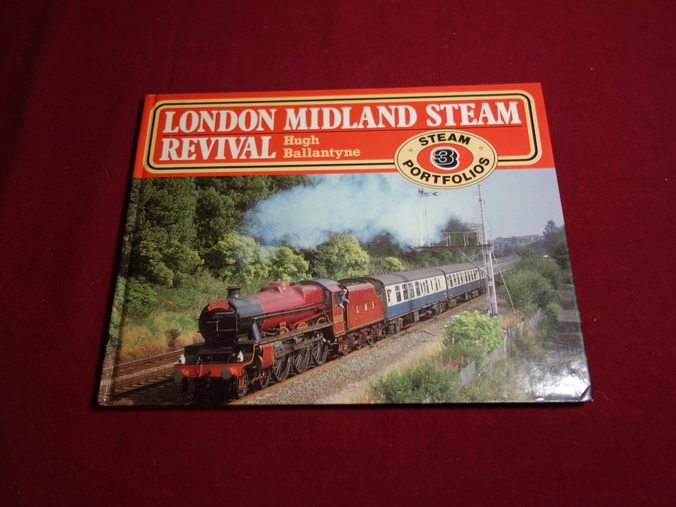 LONDON MIDLAND STEAM
REVIVAL
Hugh
Ballantyne
STEAM
3
PORTFOLIOS
L M S